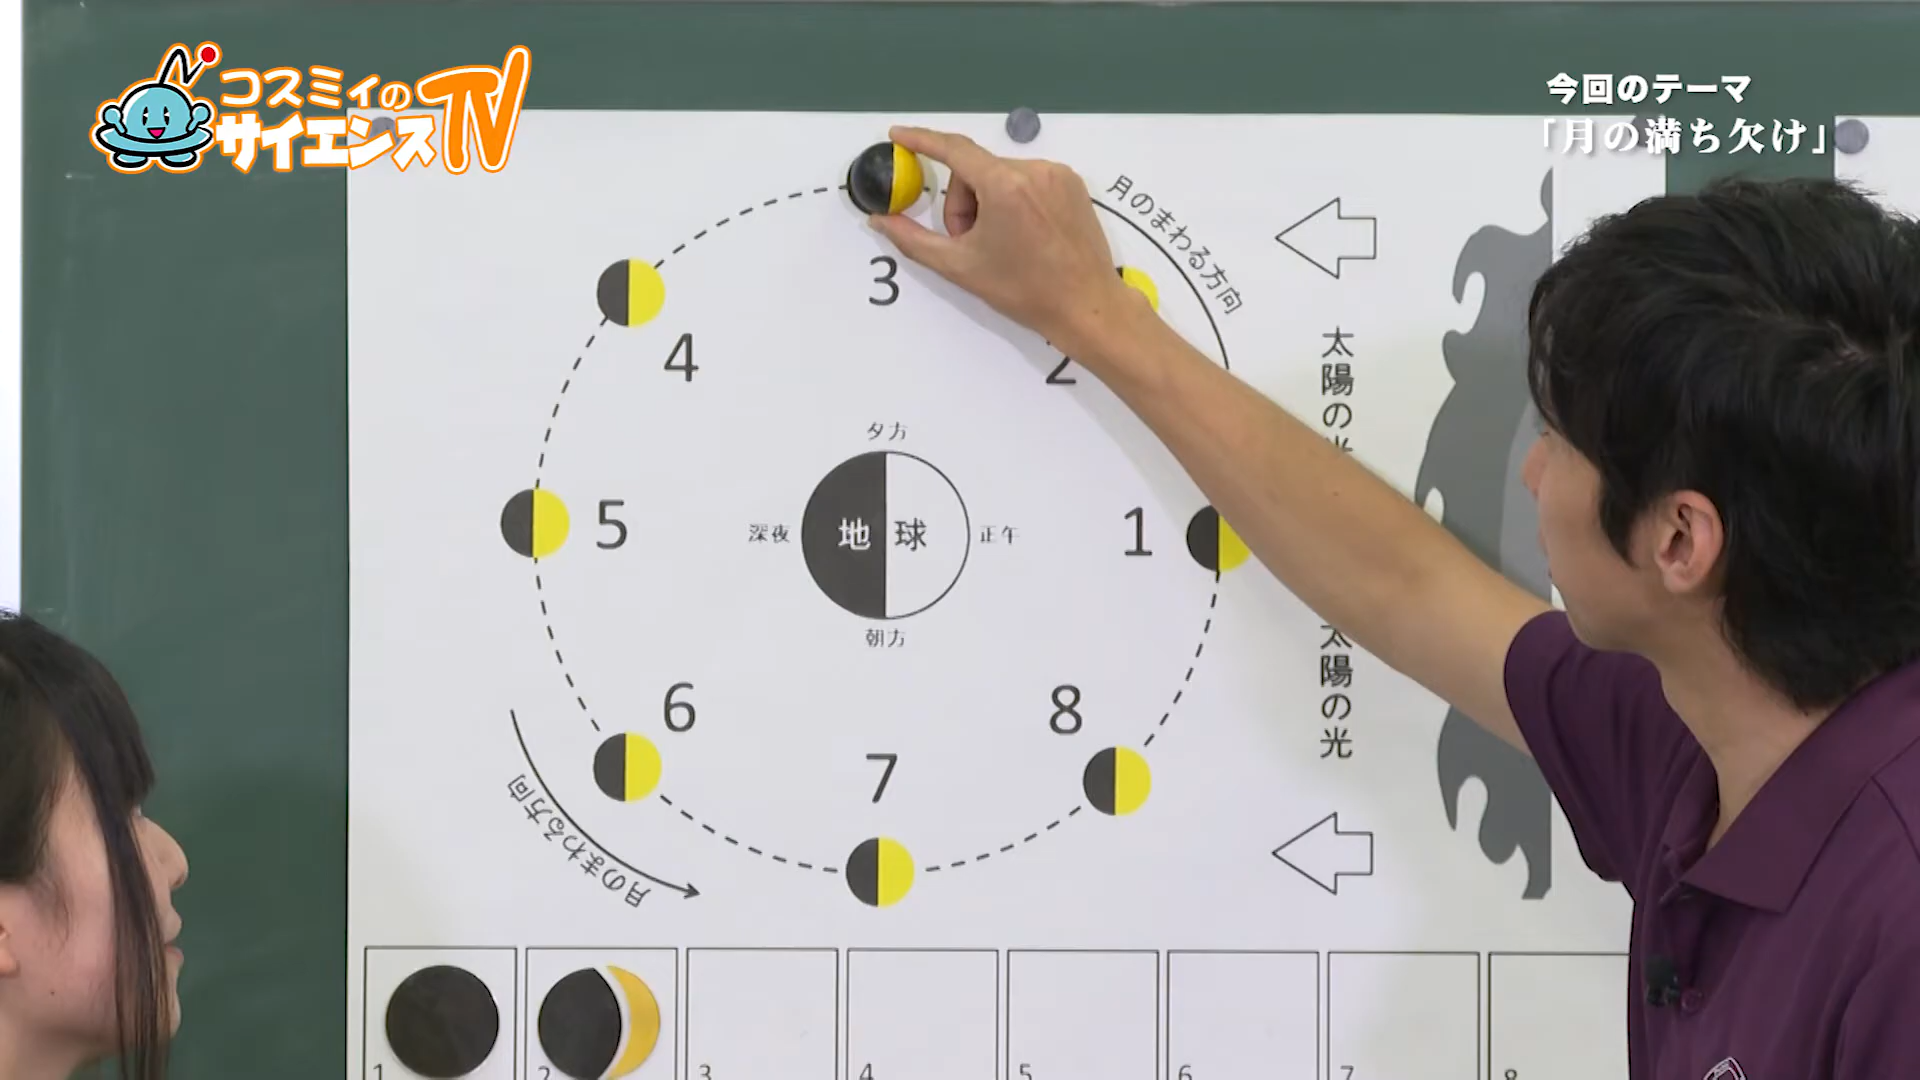 コスミィの
サイエンスTV
今回のテーマ
「月の満ち欠け」
月のまわる方向
3
4
2
太陽の光
夕方
5
深夜
地球
正午
1
朝方
太陽の光
6
8
7
月のまわる方向
1
2
3
4
5
6
7
8